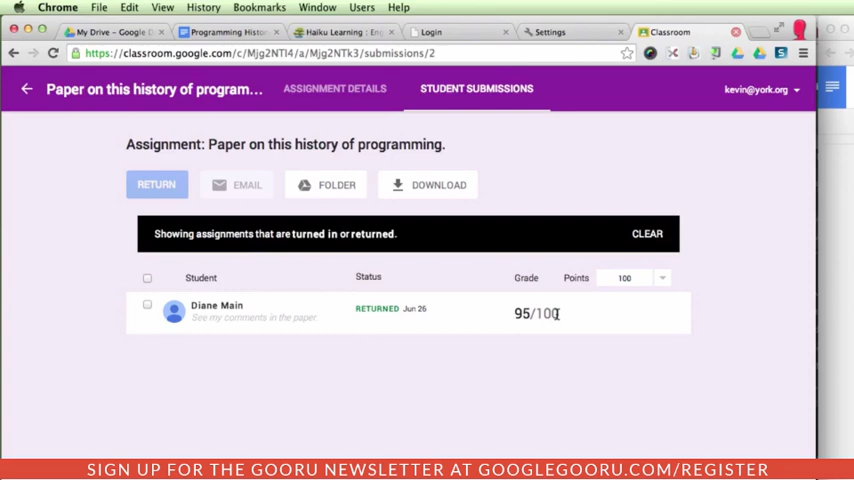 Chrome File Edit View History Bookmarks Window Users Help
My Drive - Google D Programming Histor Haiku Learning : Eng Login Settings Classroom
https://classroom.google.com/c/Mjg2NTI4/a/Mjg2NTk3/submissions/2
Paper on this history of program... ASSIGNMENT DETAILS STUDENT SUBMISSIONS kevin@york.org
Assignment: Paper on this history of programming.
RETURN EMAIL FOLDER DOWNLOAD
Showing assignments that are turned in or returned. CLEAR
Student Status Grade Points 100
Diane Main RETURNED Jun 26 95/100
See my comments in the paper.
SIGN UP FOR THE GOORU NEWSLETTER AT GOOGLEGOORU.COM/REGISTER